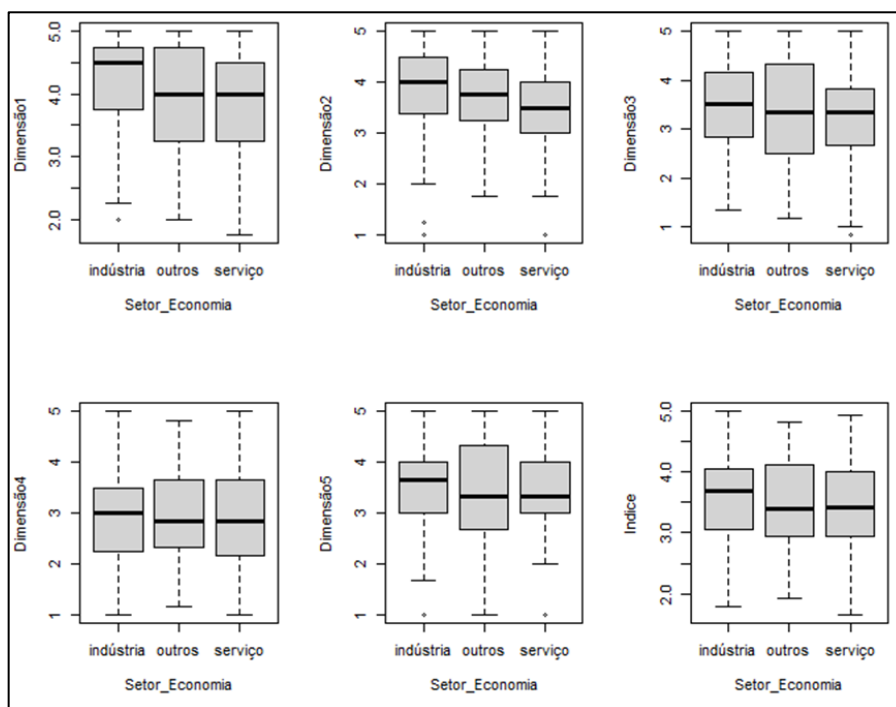 Dimensão1
5.0
4.0
3.0
2.0
indústria outros serviço
Setor_Economia
Dimensão2
5
4
3
2
1
indústria outros serviço
Setor_Economia
Dimensão3
5
4
3
2
1
indústria outros serviço
Setor_Economia
Dimensão4
5
4
3
2
1
indústria outros serviço
Setor_Economia
Dimensão5
5
4
3
2
1
indústria outros serviço
Setor_Economia
Indice
5.0
4.0
3.0
2.0
indústria outros serviço
Setor_Economia